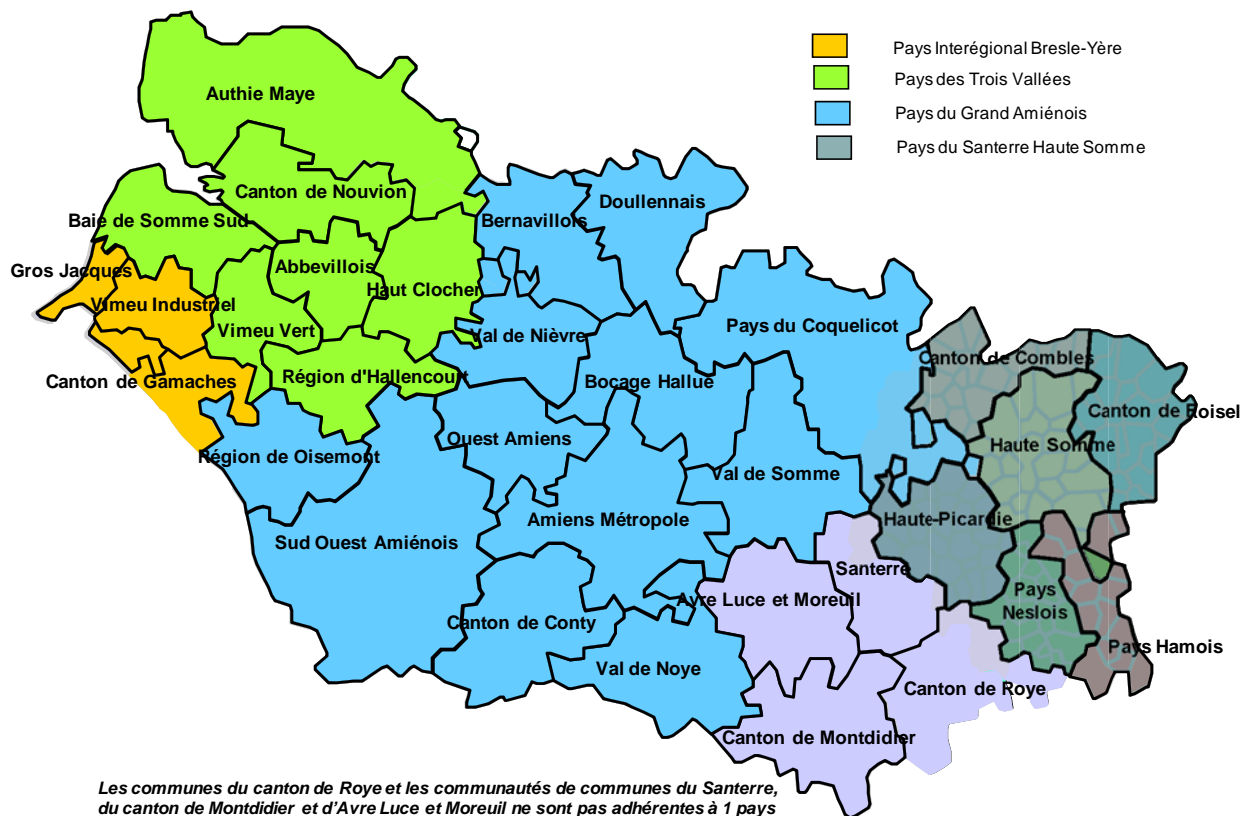 Pays Interégional Bresle-Yère
Pays des Trois Vallées
Pays du Grand Amiénois
Pays du Santerre Haute Somme
Authie Maye
Canton de Nouvion
Baie de Somme Sud
Bernavillois
Doullennais
Gros Jacques
Abbevillois
Haut Clocher
Vimeu Industriel
Vimeu Vert
Val de Nièvre
Pays du Coquelicot
Canton de Combles
Canton de Gamaches
Région d'Hallencourt
Bocage Hallue
Canton de Roisel
Ouest Amiens
Haute Somme
Région de Oisemont
Val de Somme
Amiens Métropole
Haute-Picardie
Sud Ouest Amiénois
Santerre
Avre Luce et Moreuil
Pays
Neslois
Canton de Conty
Pays Hamois
Val de Noye
Canton de Roye
Canton de Montdidier
Les communes du canton de Roye et les communautés de communes du Santerre,
du canton de Montdidier et d'Avre Luce et Moreuil ne sont pas adhérentes à 1 pays